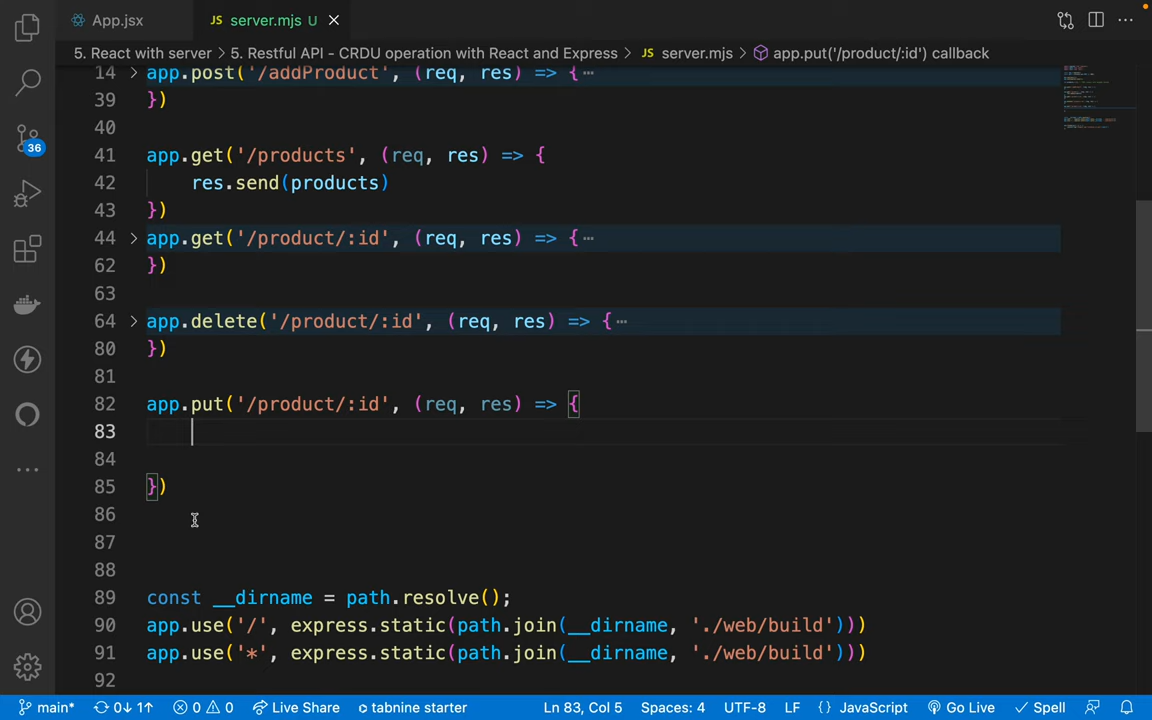 App.jsx
JS server.mjs U
5. React with server > 5. Restful API - CRDU operation with React and Express > JS server.mjs > app.put('/product/:id') callback
14 app.post('/addProduct', (req, res) => {⋯
39 })
40
41 app.get('/products', (req, res) => {
42 res.send(products)
43 })
44 app.get('/product/:id', (req, res) => {⋯
62 })
63
64 app.delete('/product/:id', (req, res) => {⋯
80 })
81
82 app.put('/product/:id', (req, res) => {
83
84
85 })
86
87
88
89 const __dirname = path.resolve();
90 app.use('/', express.static(path.join(__dirname, './web/build')))
91 app.use('*', express.static(path.join(__dirname, './web/build')))
92
36
main* 0↓ 1↑ 0 0 Live Share tabnine starter Ln 83, Col 5 Spaces: 4 UTF-8 LF {} JavaScript Go Live Spell